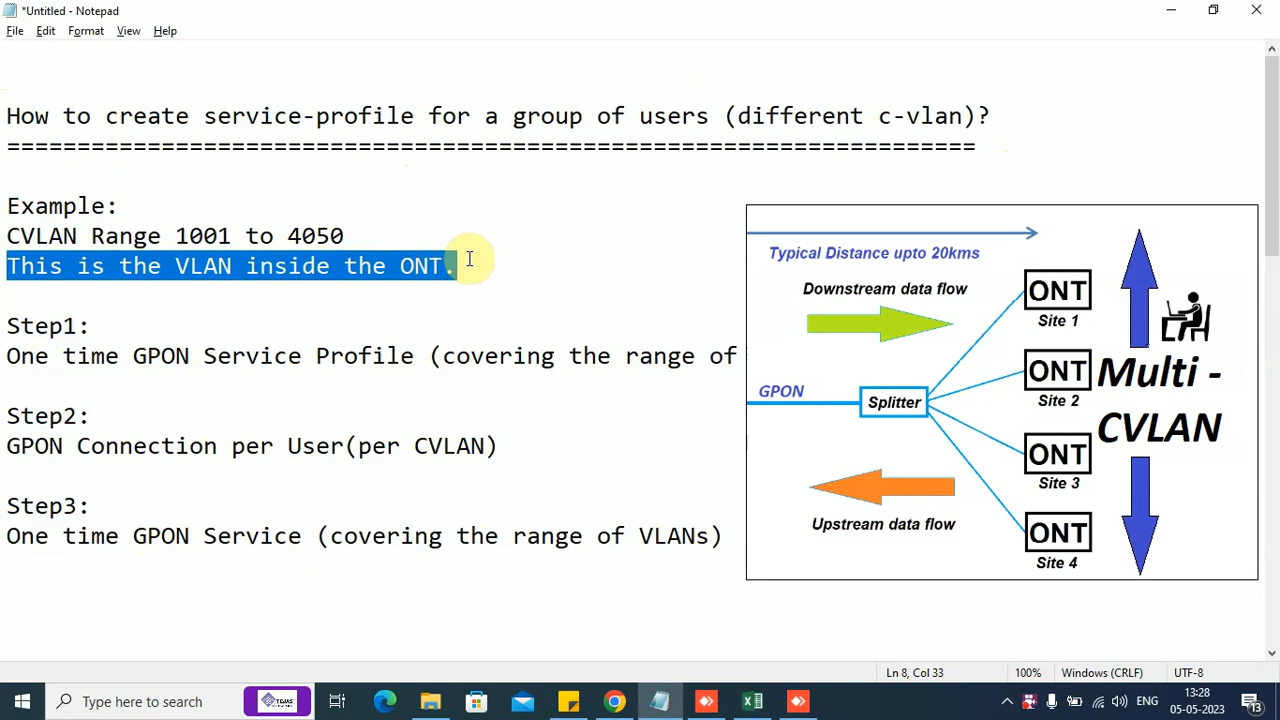 *Untitled - Notepad
File Edit Format View Help
How to create service-profile for a group of users (different c-vlan)?
=====================================================================
Example:
CVLAN Range 1001 to 4050
This is the VLAN inside the ONT.
Step1:
One time GPON Service Profile (covering the range of
Step2:
GPON Connection per User(per CVLAN)
Step3:
One time GPON Service (covering the range of VLANs)
Typical Distance upto 20kms
Downstream data flow
GPON
Splitter
Upstream data flow
ONT
Site 1
ONT
Site 2
ONT
Site 3
ONT
Site 4
Multi -
CVLAN
Ln 8, Col 33 100% Windows (CRLF) UTF-8
Type here to search
ENG
13:28
05-05-2023
13